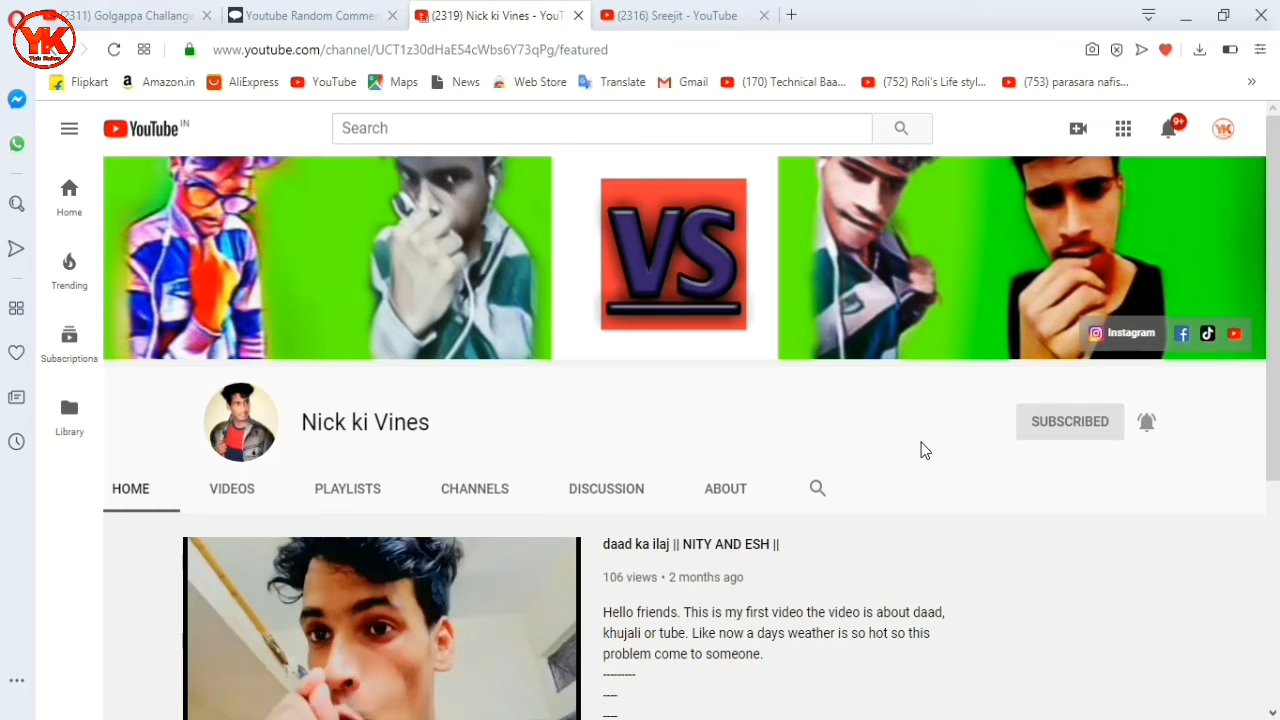 (2311) Golgappa Challange
Youtube Random Commen
(2319) Nick ki Vines - YouT
(2316) Sreejit - YouTube
YK
www.youtube.com/channel/UCT1z30dHaE54cWbs6Y73qPg/featured
Flipkart
Amazon.in
AliExpress
YouTube
Maps
News
Web Store
Translate
Gmail
(170) Technical Baa...
(752) Roli's Life styl...
(753) parasara nafis...
YouTube IN
Search
9+
YK
Home
Trending
Subscriptions
Library
VS
Instagram
Nick ki Vines
SUBSCRIBED
HOME
VIDEOS
PLAYLISTS
CHANNELS
DISCUSSION
ABOUT
daad ka ilaj || NITY AND ESH ||
106 views • 2 months ago
Hello friends. This is my first video the video is about daad,
khujali or tube. Like now a days weather is so hot so this
problem come to someone.
---------
----
----